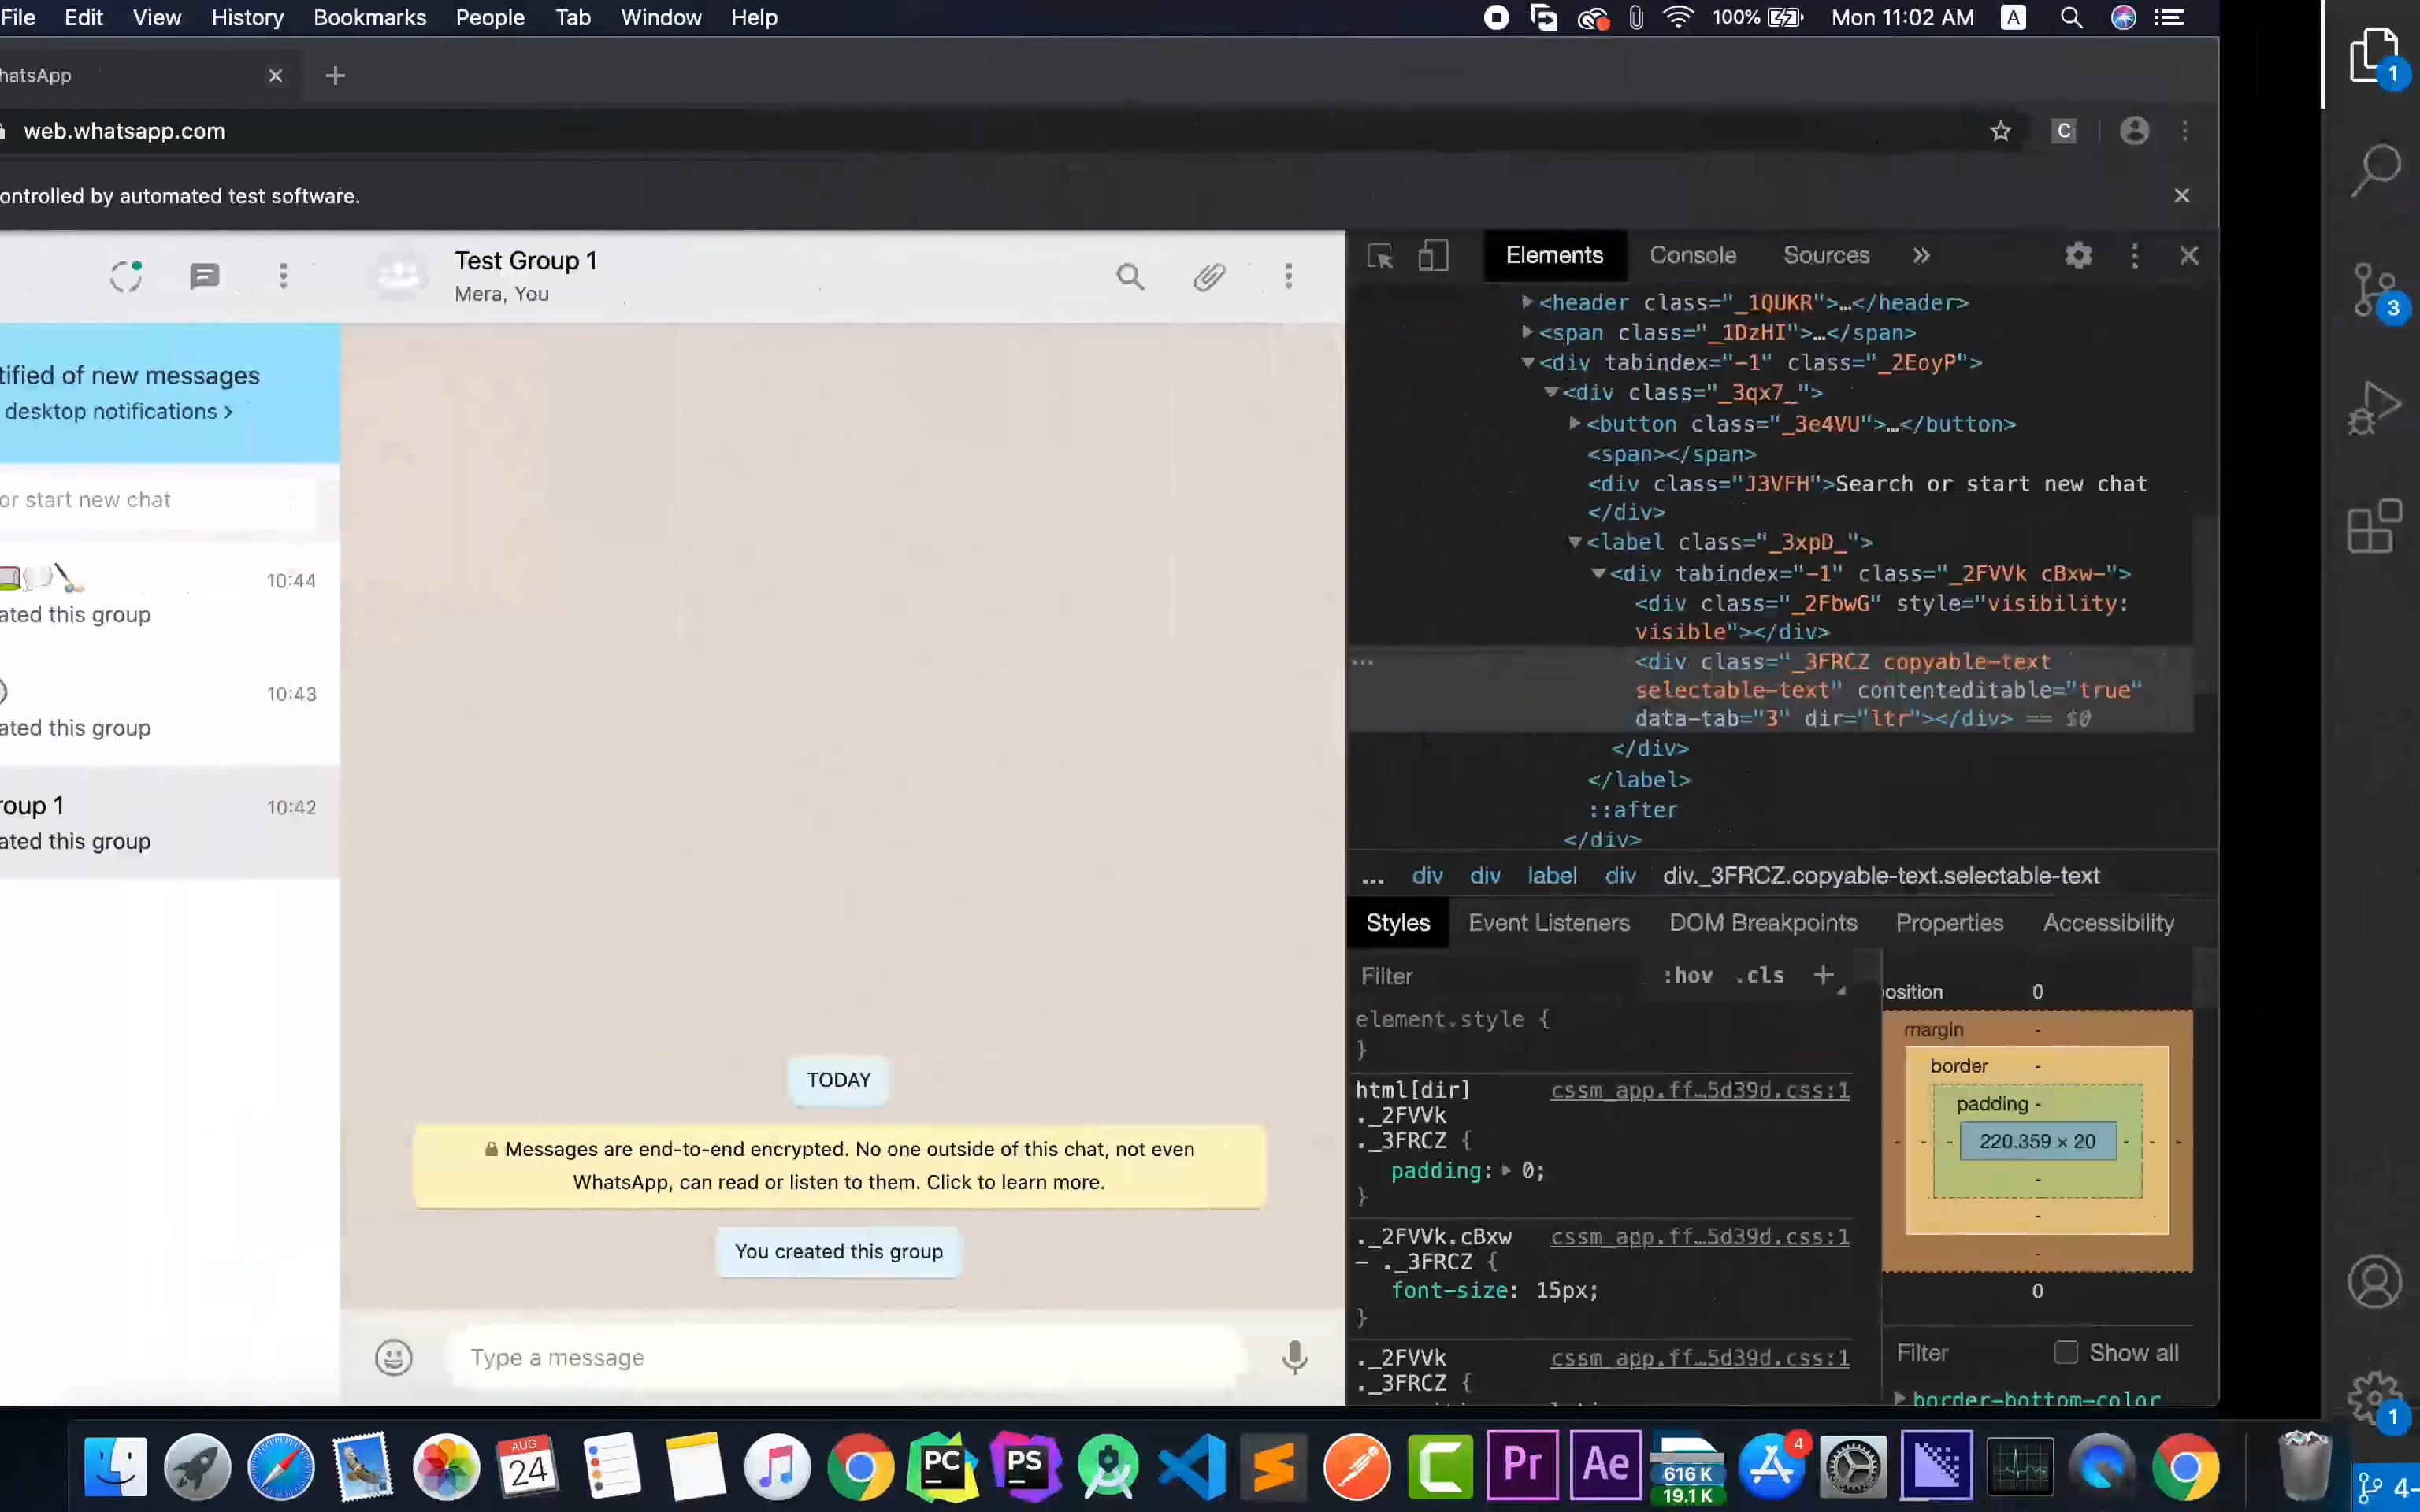 File Edit View History Bookmarks People Tab Window Help 100% Mon 11:02 AM A
hatsApp
web.whatsapp.com C
ontrolled by automated test software.
Test Group 1
Mera, You
tified of new messages
desktop notifications >
or start new chat
10:44
ated this group
10:43
ated this group
roup 1 10:42
ated this group
TODAY
Messages are end-to-end encrypted. No one outside of this chat, not even
WhatsApp, can read or listen to them. Click to learn more.
You created this group
Type a message
Elements Console Sources »
<header class="_1QUKR">…</header>
<span class="_1DzHI">…</span>
<div tabindex="-1" class="_2EoyP">
<div class="_3qx7_">
<button class="_3e4VU">…</button>
<span></span>
<div class="J3VFH">Search or start new chat
</div>
<label class="_3xpD_">
<div tabindex="-1" class="_2FVVk cBxw-">
<div class="_2FbwG" style="visibility:
visible"></div>
<div class="_3FRCZ copyable-text
selectable-text" contenteditable="true"
data-tab="3" dir="ltr"></div> == $0
</div>
</label>
::after
</div>
... div div label div div._3FRCZ.copyable-text.selectable-text
Styles Event Listeners DOM Breakpoints Properties Accessibility
Filter :hov .cls +
element.style {
}
html[dir] cssm_app.ff…5d39d.css:1
._2FVVk
._3FRCZ {
padding: 0;
}
._2FVVk.cBxw cssm_app.ff…5d39d.css:1
- ._3FRCZ {
font-size: 15px;
}
._2FVVk cssm_app.ff…5d39d.css:1
._3FRCZ {
osition 0
margin -
border -
padding -
- - - 220.359 × 20 - - -
-
-
-
0
Filter Show all
border-bottom-color
1
3
1
AUG
24
PC PS C Pr Ae
616 K
19.1 K
4
4-